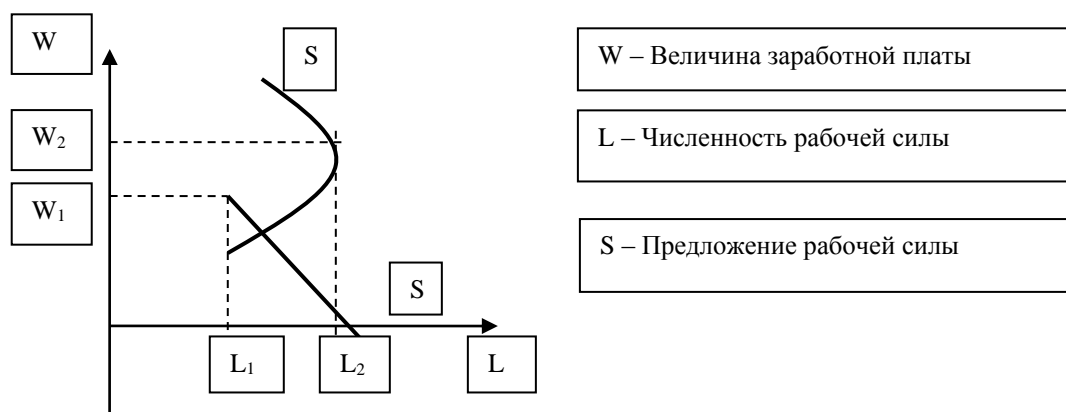 W
S
W – Величина заработной платы
W₂
L – Численность рабочей силы
W₁
S – Предложение рабочей силы
S
L₁
L₂
L